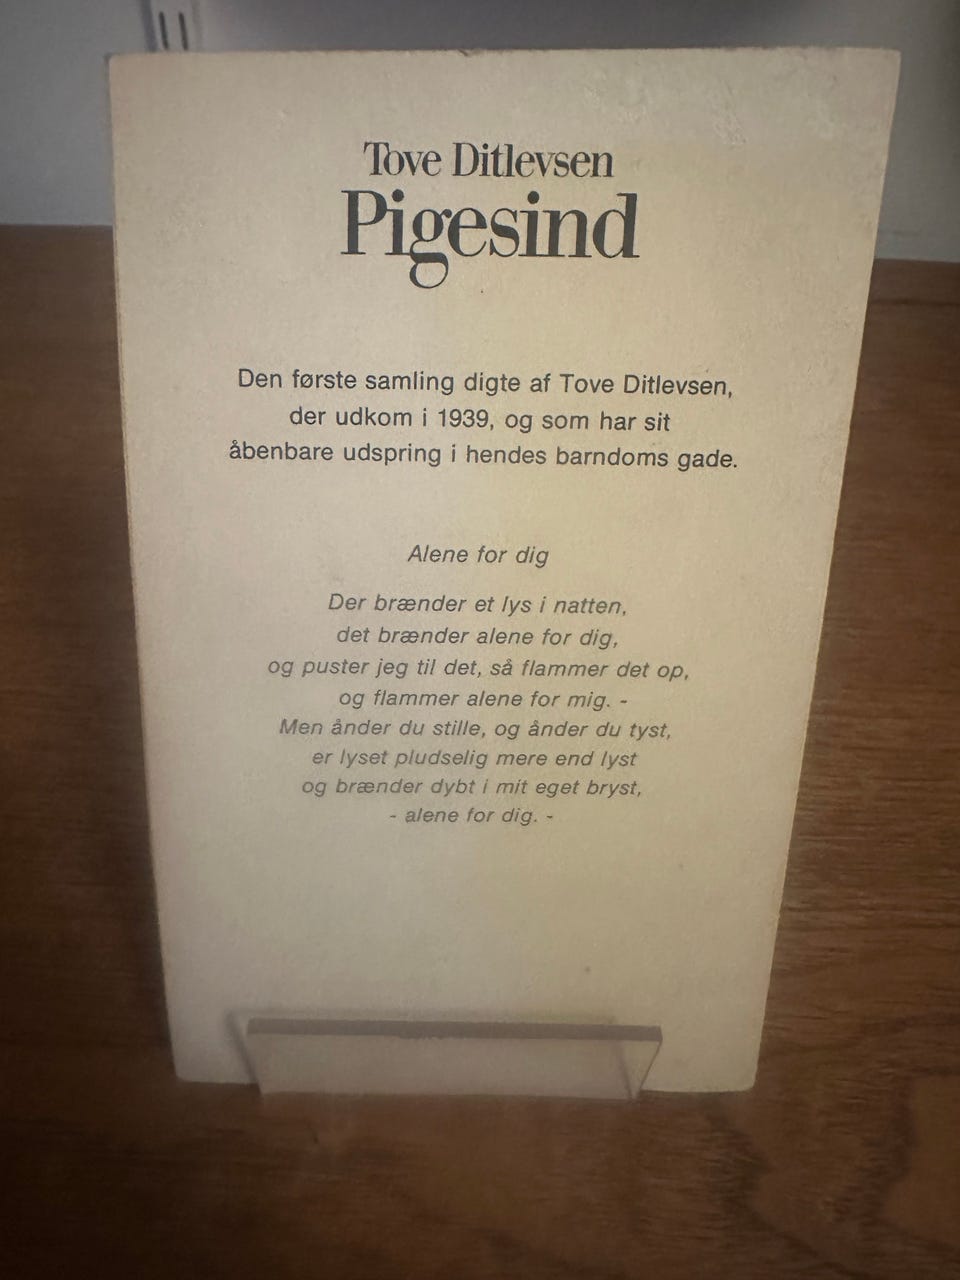 Tove Ditlevsen
Pigesind
Den første samling digte af Tove Ditlevsen,
der udkom i 1939, og som har sit
åbenbare udspring i hendes barndoms gade.
Alene for dig
Der brænder et lys i natten,
det brænder alene for dig,
og puster jeg til det, så flammer det op,
og flammer alene for mig. -
Men ånder du stille, og ånder du tyst,
er lyset pludselig mere end lyst
og brænder dybt i mit eget bryst,
- alene for dig. -